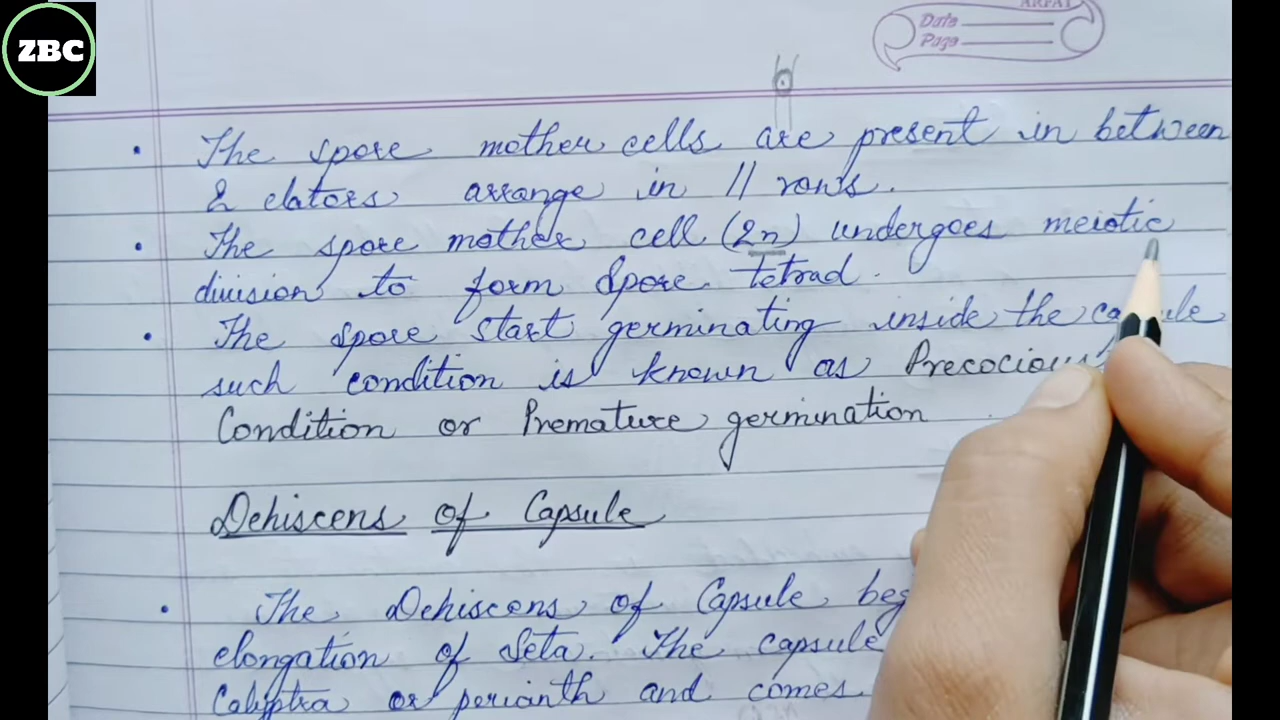 ZBC
ARPAT
Date
Page
• The spore mother cells are present in between
2 elators arrange in || rows.
• The spore mother cell (2n) undergoes meiotic
division to form spore tetrad.
• The spore start germinating inside the
such condition is known as Precocious
Condition or Premature germination
Dehiscens of Capsule
• The Dehiscens of Capsule
elongation of Seta. The capsule
Caliptra or perianth and comes